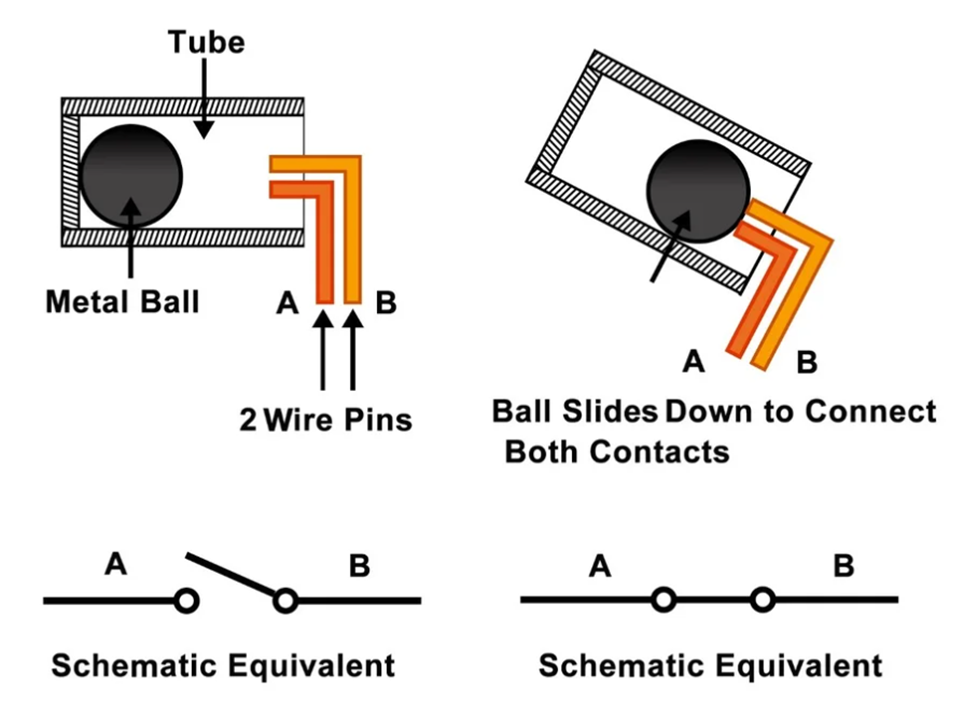 Tube
Metal Ball
A
B
2 Wire Pins
A
B
Ball Slides Down to Connect
Both Contacts
A
B
Schematic Equivalent
A
B
Schematic Equivalent